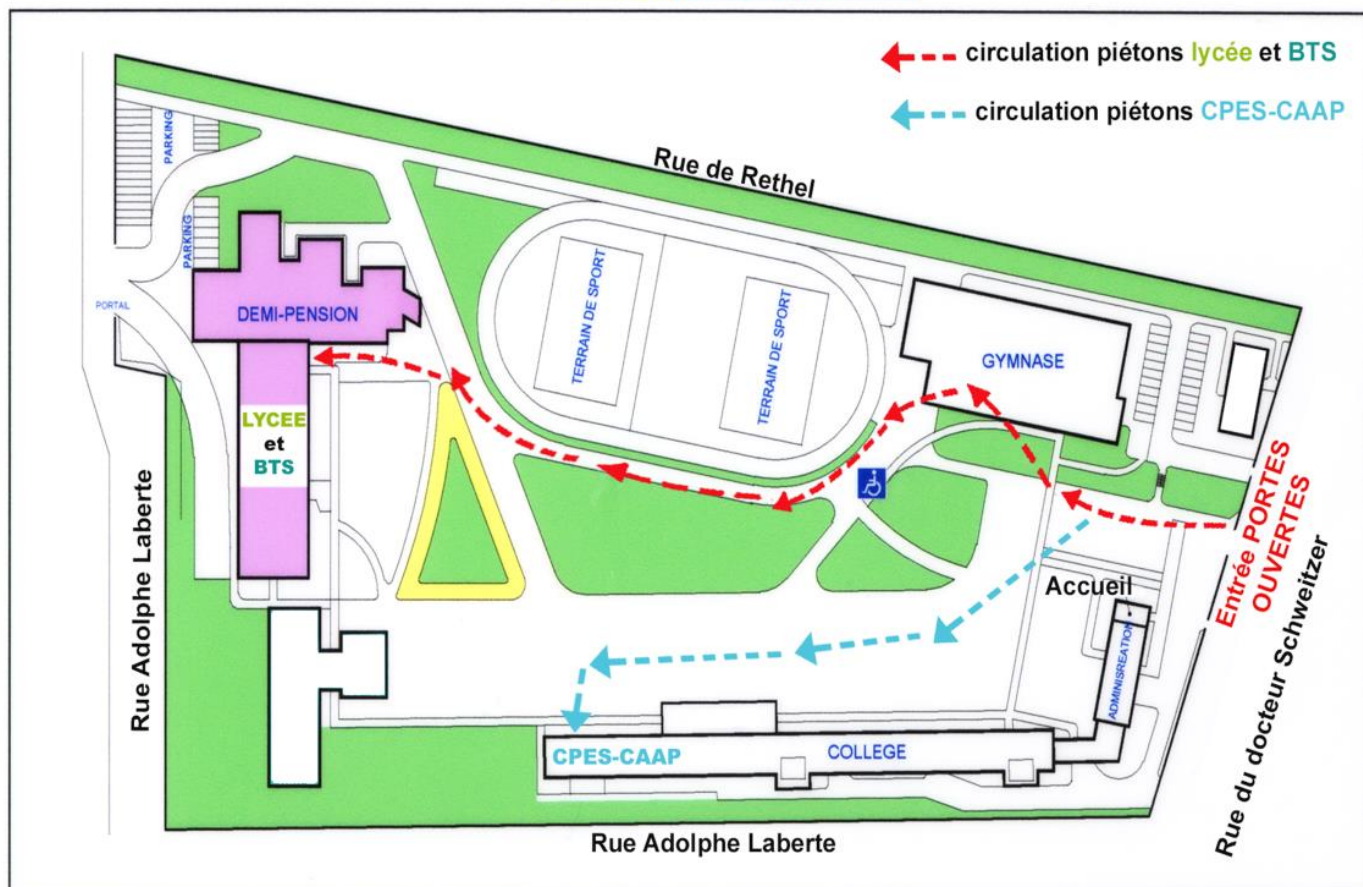 circulation piétons lycée et BTS
circulation piétons CPES-CAAP
Rue de Rethel
PARKING
PARKING
PORTAIL
DEMI-PENSION
TERRAIN DE SPORT
TERRAIN DE SPORT
GYMNASE
LYCEE
et
BTS
Entrée PORTES
OUVERTES
Rue du docteur Schweitzer
Accueil
ADMINISREATION
Rue Adolphe Laberte
CPES-CAAP
COLLEGE
Rue Adolphe Laberte